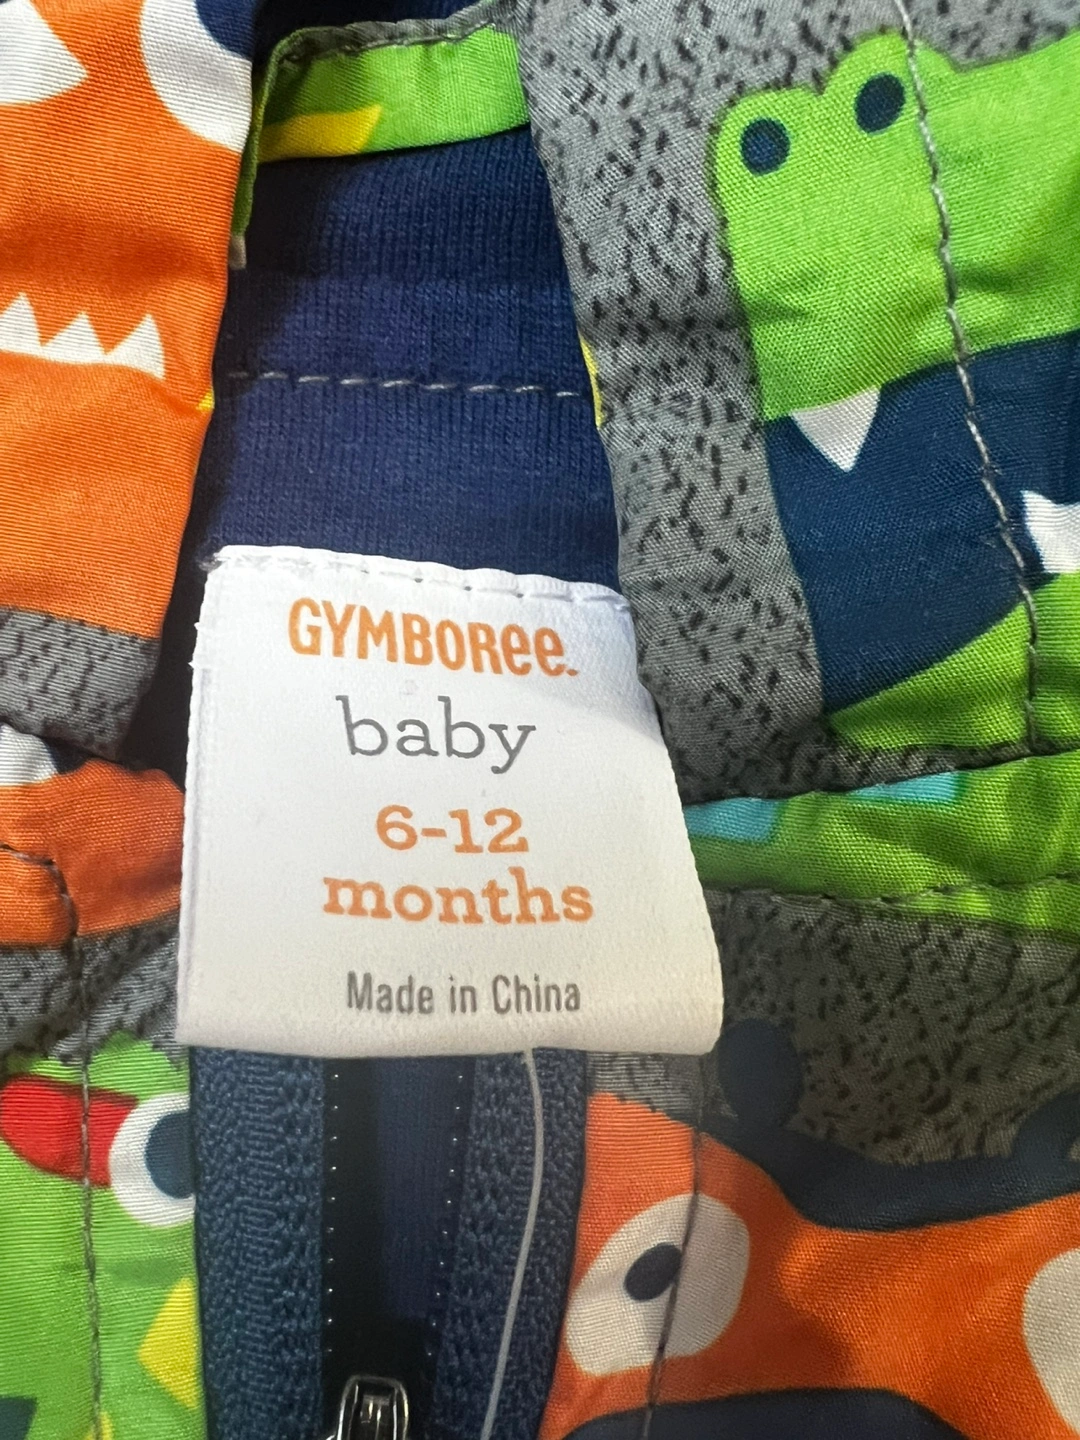 GYMBOREE.
baby
6-12
months
Made in China